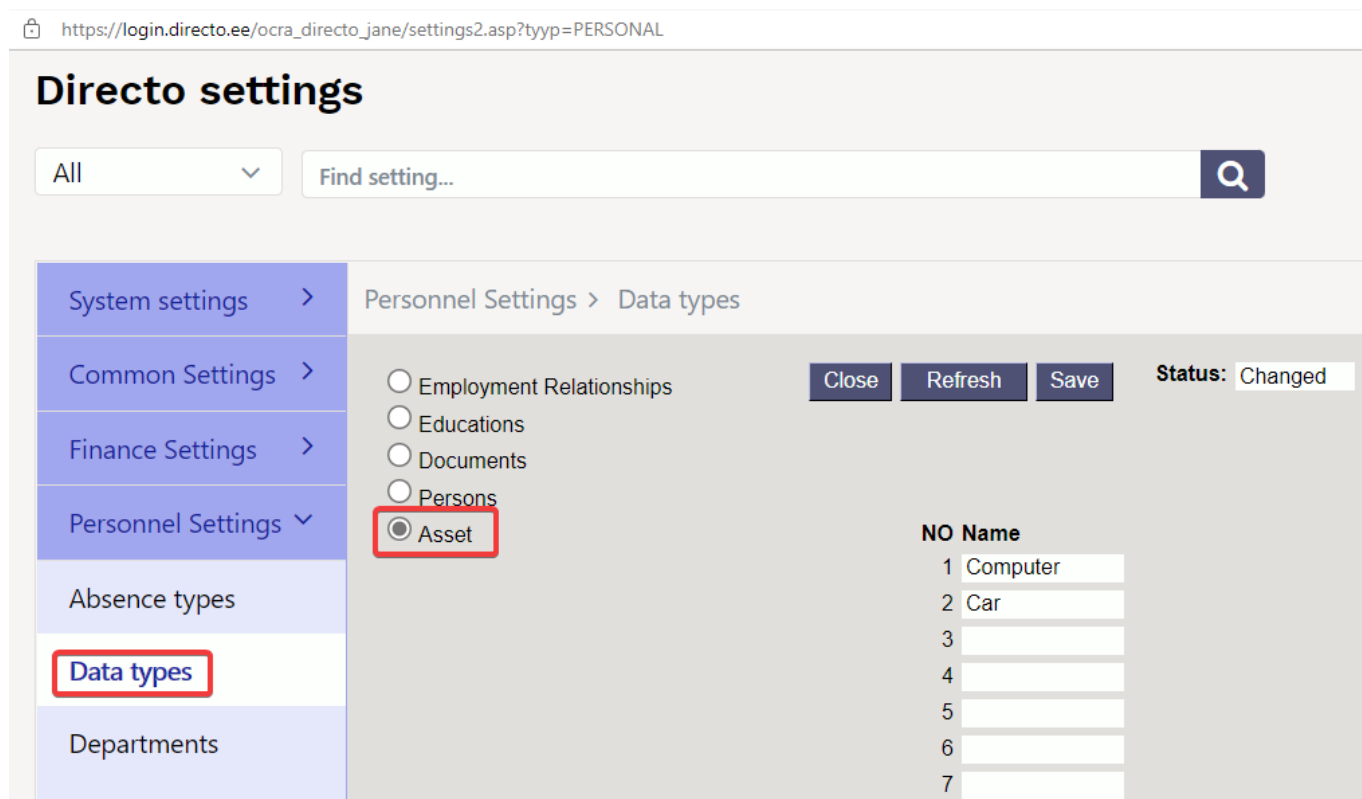 https://login.directo.ee/ocra_directo_jane/settings2.asp?tyyp=PERSONAL
Directo settings
All
Find setting...
System settings
Common Settings
Finance Settings
Personnel Settings
Absence types
Data types
Departments
Personnel Settings > Data types
Employment Relationships
Educations
Documents
Persons
Asset
Close Refresh Save Status: Changed
NO Name
1 Computer
2 Car
3
4
5
6
7